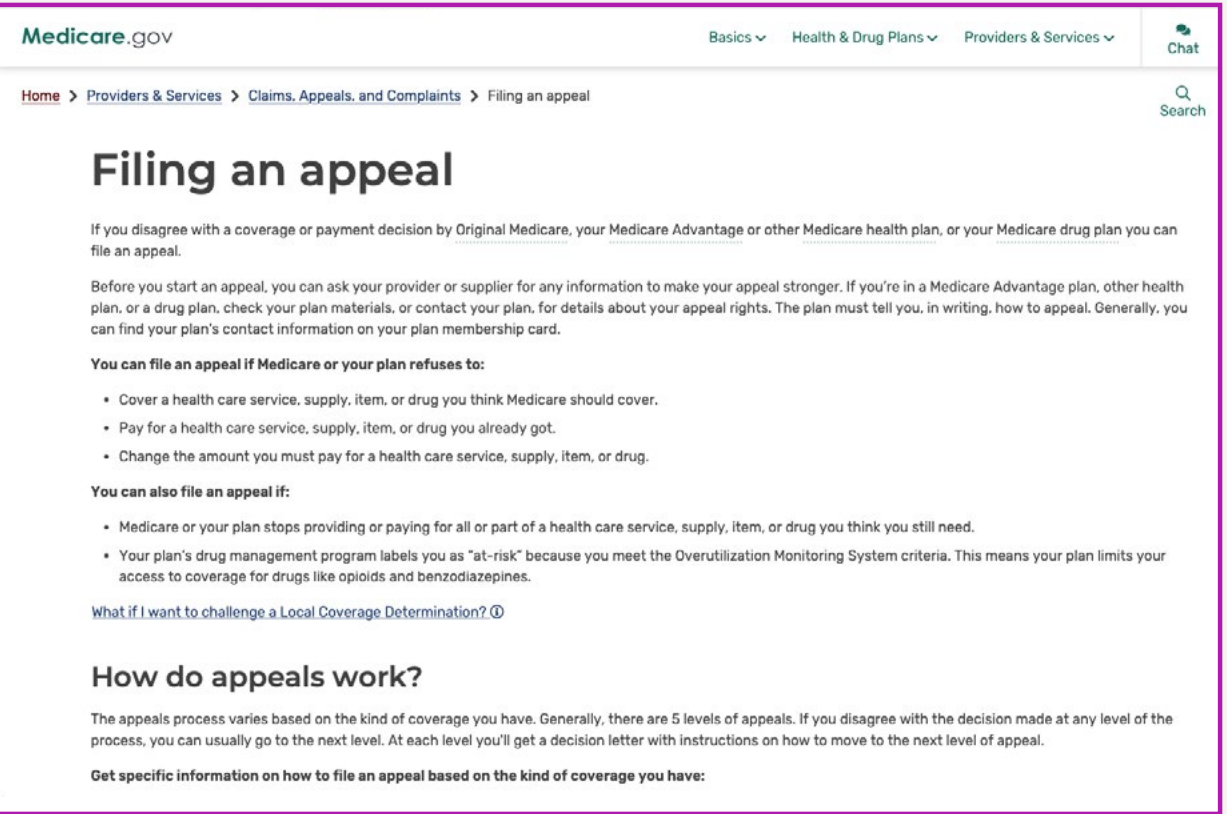 Medicare.gov
Basics
Health & Drug Plans
Providers & Services
Chat
Home > Providers & Services > Claims, Appeals, and Complaints > Filing an appeal
Search
Filing an appeal
If you disagree with a coverage or payment decision by Original Medicare, your Medicare Advantage or other Medicare health plan, or your Medicare drug plan you can
file an appeal.
Before you start an appeal, you can ask your provider or supplier for any information to make your appeal stronger. If you're in a Medicare Advantage plan, other health
plan, or a drug plan, check your plan materials, or contact your plan, for details about your appeal rights. The plan must tell you, in writing, how to appeal. Generally, you
can find your plan's contact information on your plan membership card.
You can file an appeal if Medicare or your plan refuses to:
• Cover a health care service, supply, item, or drug you think Medicare should cover.
• Pay for a health care service, supply, item, or drug you already got.
• Change the amount you must pay for a health care service, supply, item, or drug.
You can also file an appeal if:
• Medicare or your plan stops providing or paying for all or part of a health care service, supply, item, or drug you think you still need.
• Your plan's drug management program labels you as "at-risk" because you meet the Overutilization Monitoring System criteria. This means your plan limits your
access to coverage for drugs like opioids and benzodiazepines.
What if I want to challenge a Local Coverage Determination?
How do appeals work?
The appeals process varies based on the kind of coverage you have. Generally, there are 5 levels of appeals. If you disagree with the decision made at any level of the
process, you can usually go to the next level. At each level you'll get a decision letter with instructions on how to move to the next level of appeal.
Get specific information on how to file an appeal based on the kind of coverage you have: